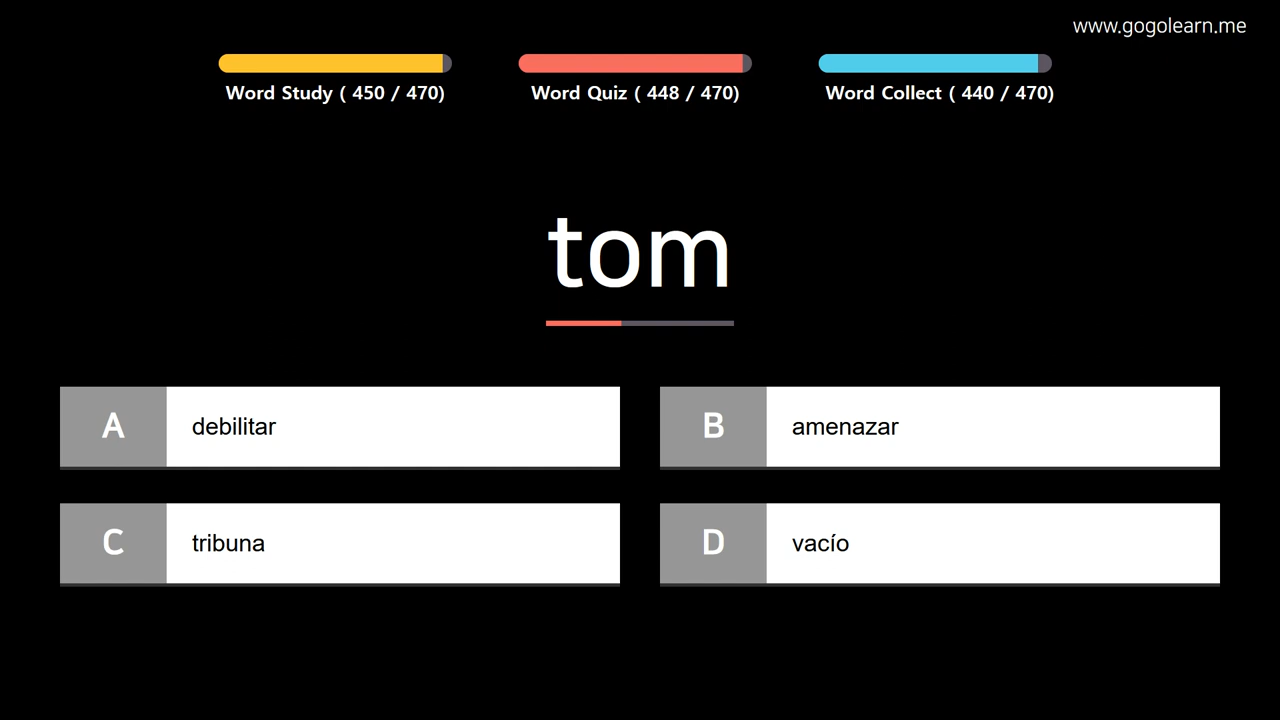 www.gogolearn.me
Word Study ( 450 / 470)
Word Quiz ( 448 / 470)
Word Collect ( 440 / 470)
tom
A debilitar
B amenazar
C tribuna
D vacío